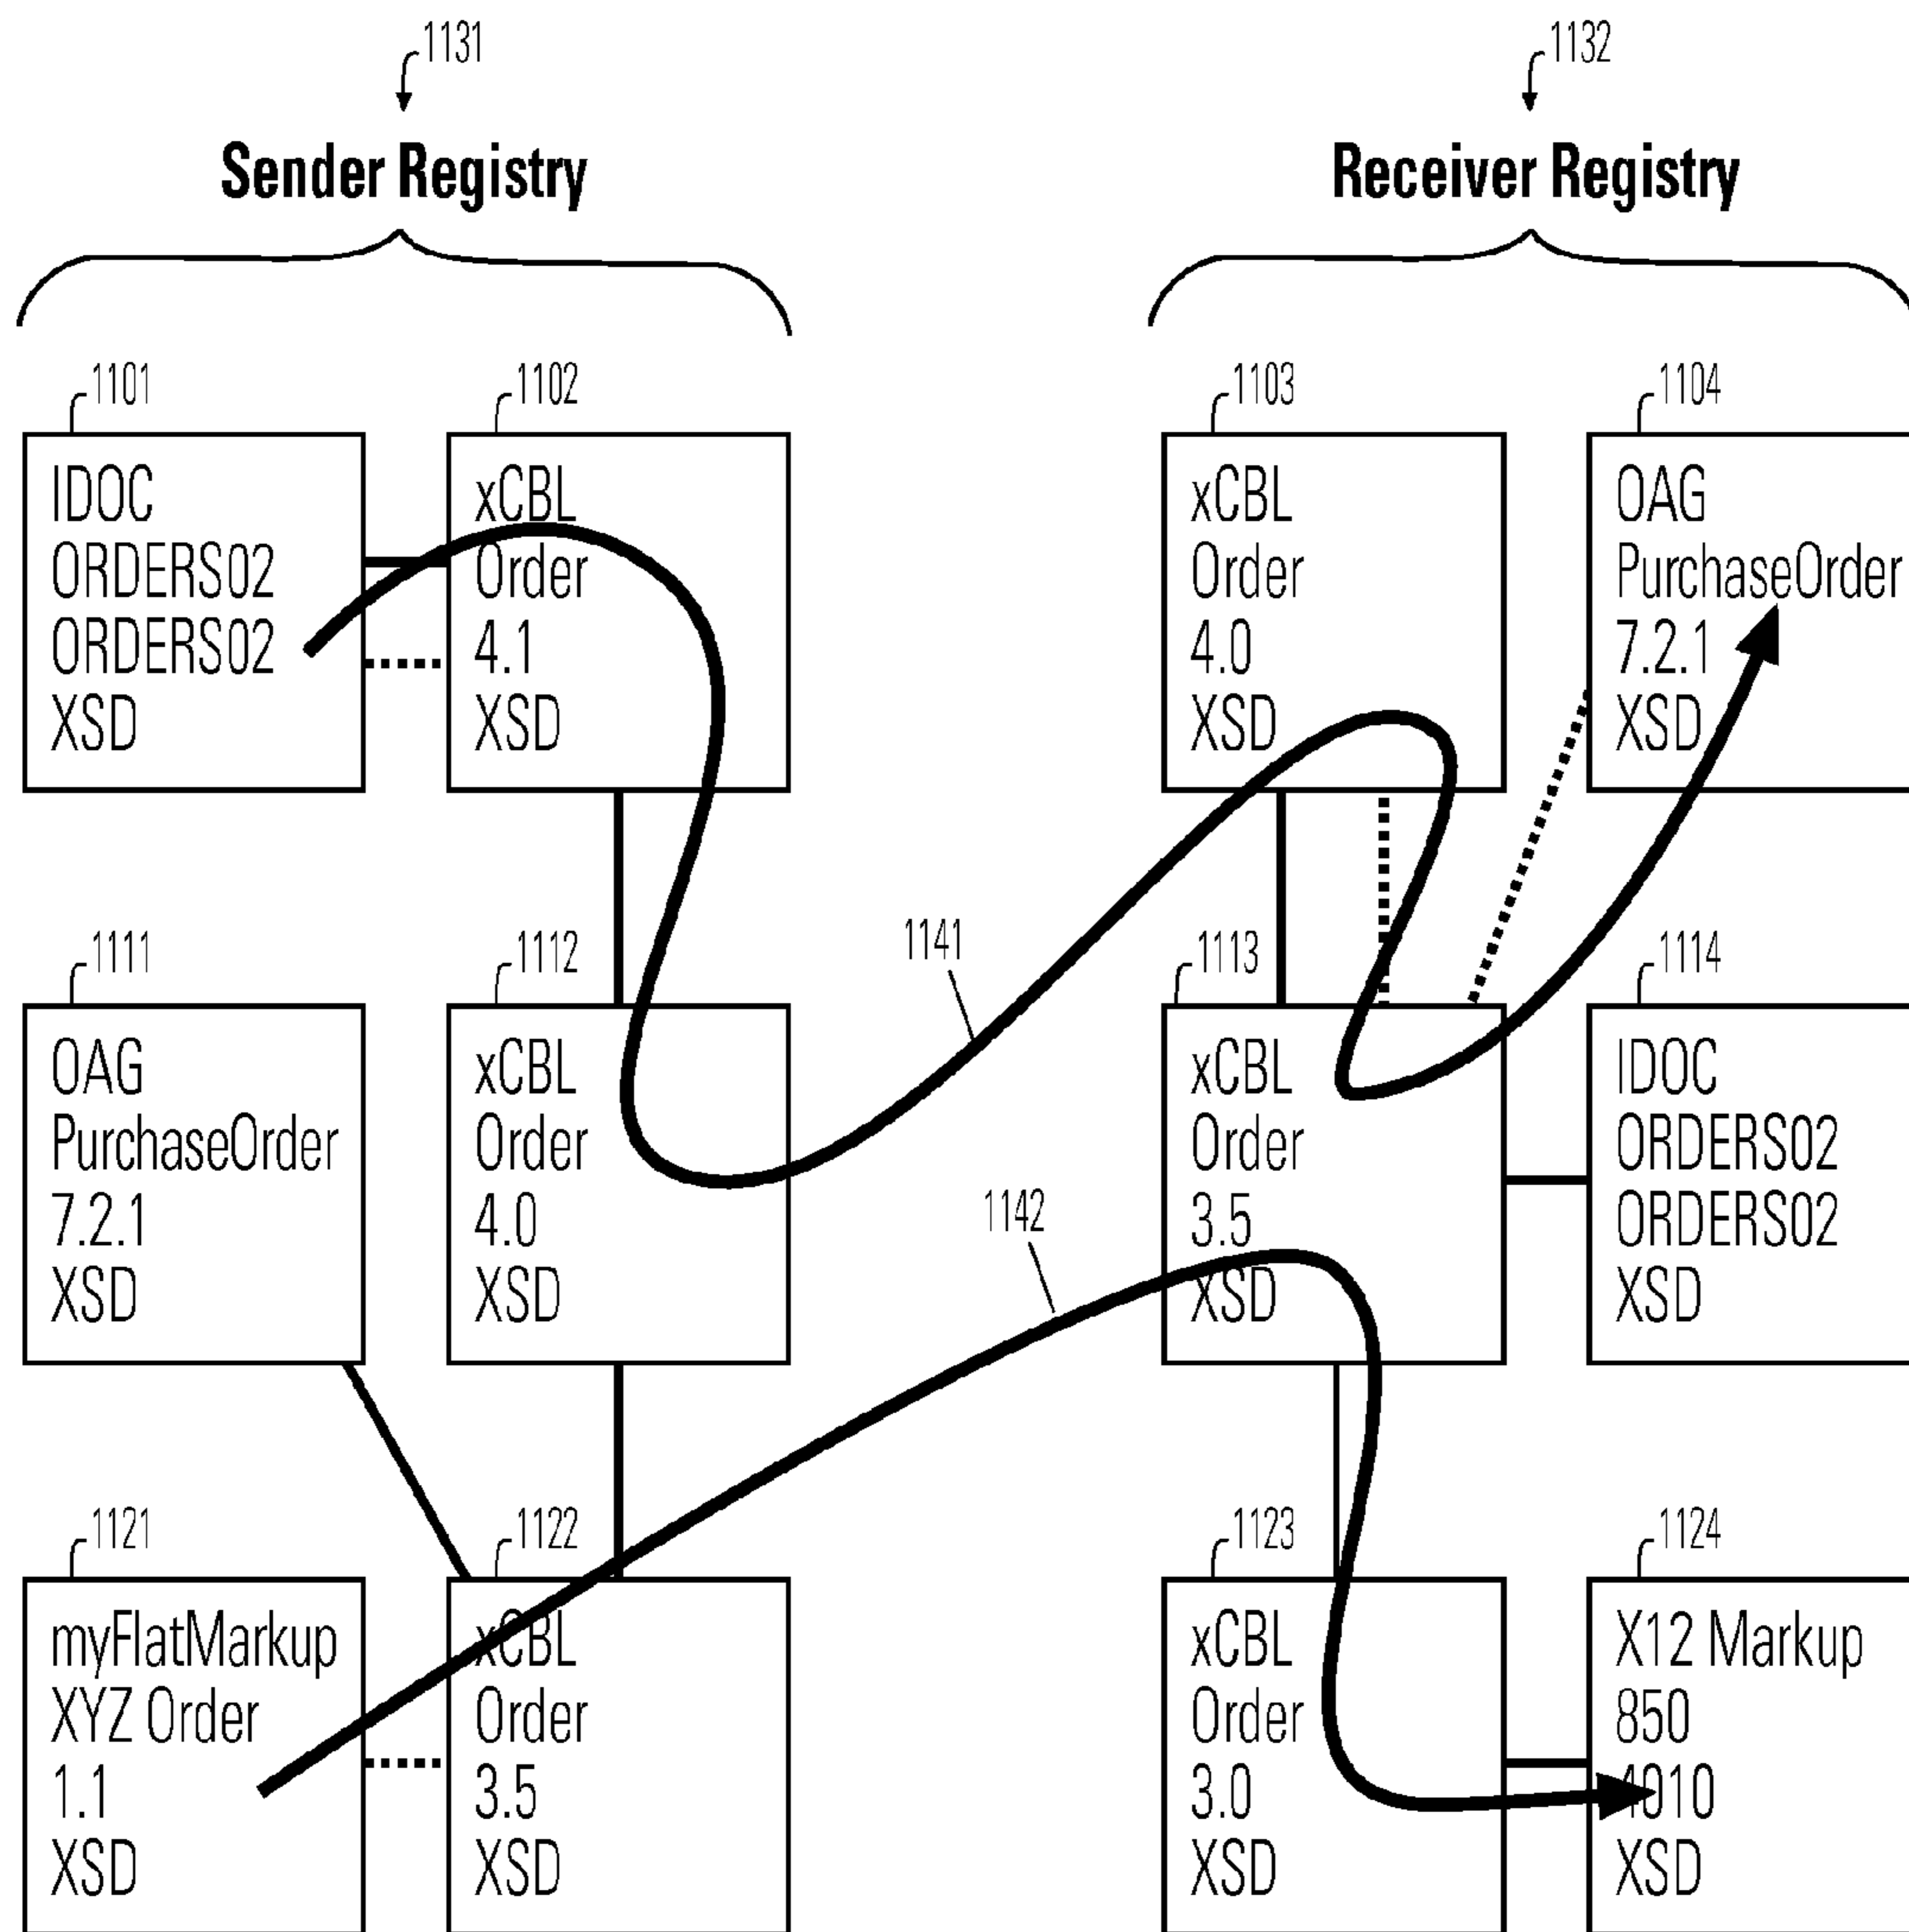 1131
1132
Sender Registry
Receiver Registry
1101
1102
1103
1104
IDOC
ORDERS02
ORDERS02
XSD
xCBL
Order
4.1
XSD
xCBL
Order
4.0
XSD
OAG
PurchaseOrder
7.2.1
XSD
1141
1111
1112
1113
1114
OAG
PurchaseOrder
7.2.1
XSD
xCBL
Order
4.0
XSD
1142
xCBL
Order
3.5
XSD
IDOC
ORDERS02
ORDERS02
XSD
1121
1122
1123
1124
myFlatMarkup
XYZ Order
1.1
XSD
xCBL
Order
3.5
XSD
xCBL
Order
3.0
XSD
X12 Markup
850
4010
XSD